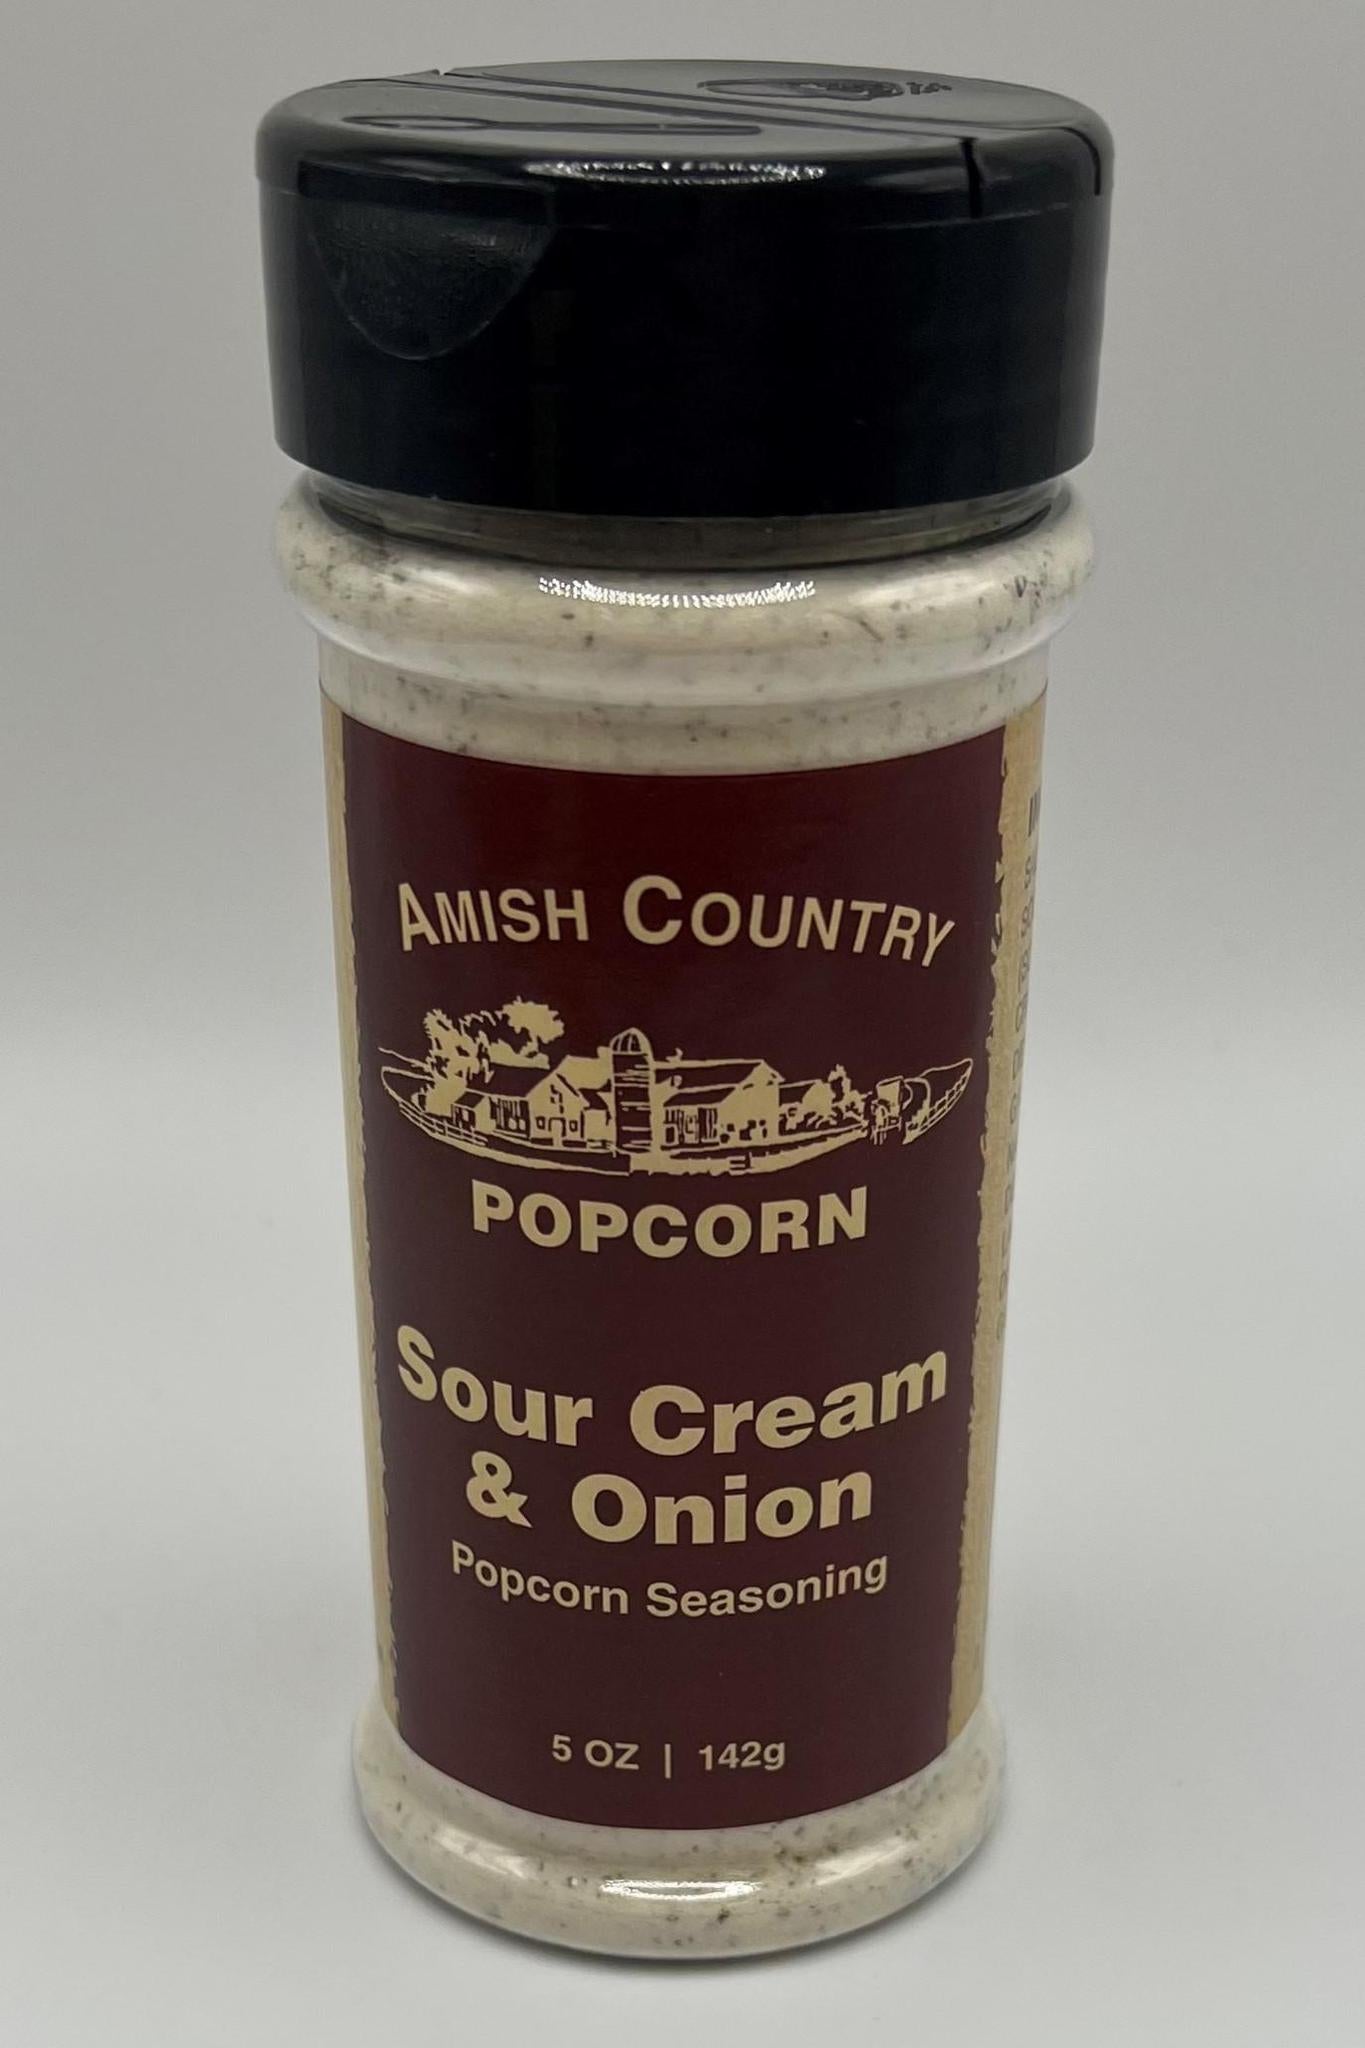 AMISH COUNTRY
POPCORN
Sour Cream
& Onion
Popcorn Seasoning
5 OZ | 142g